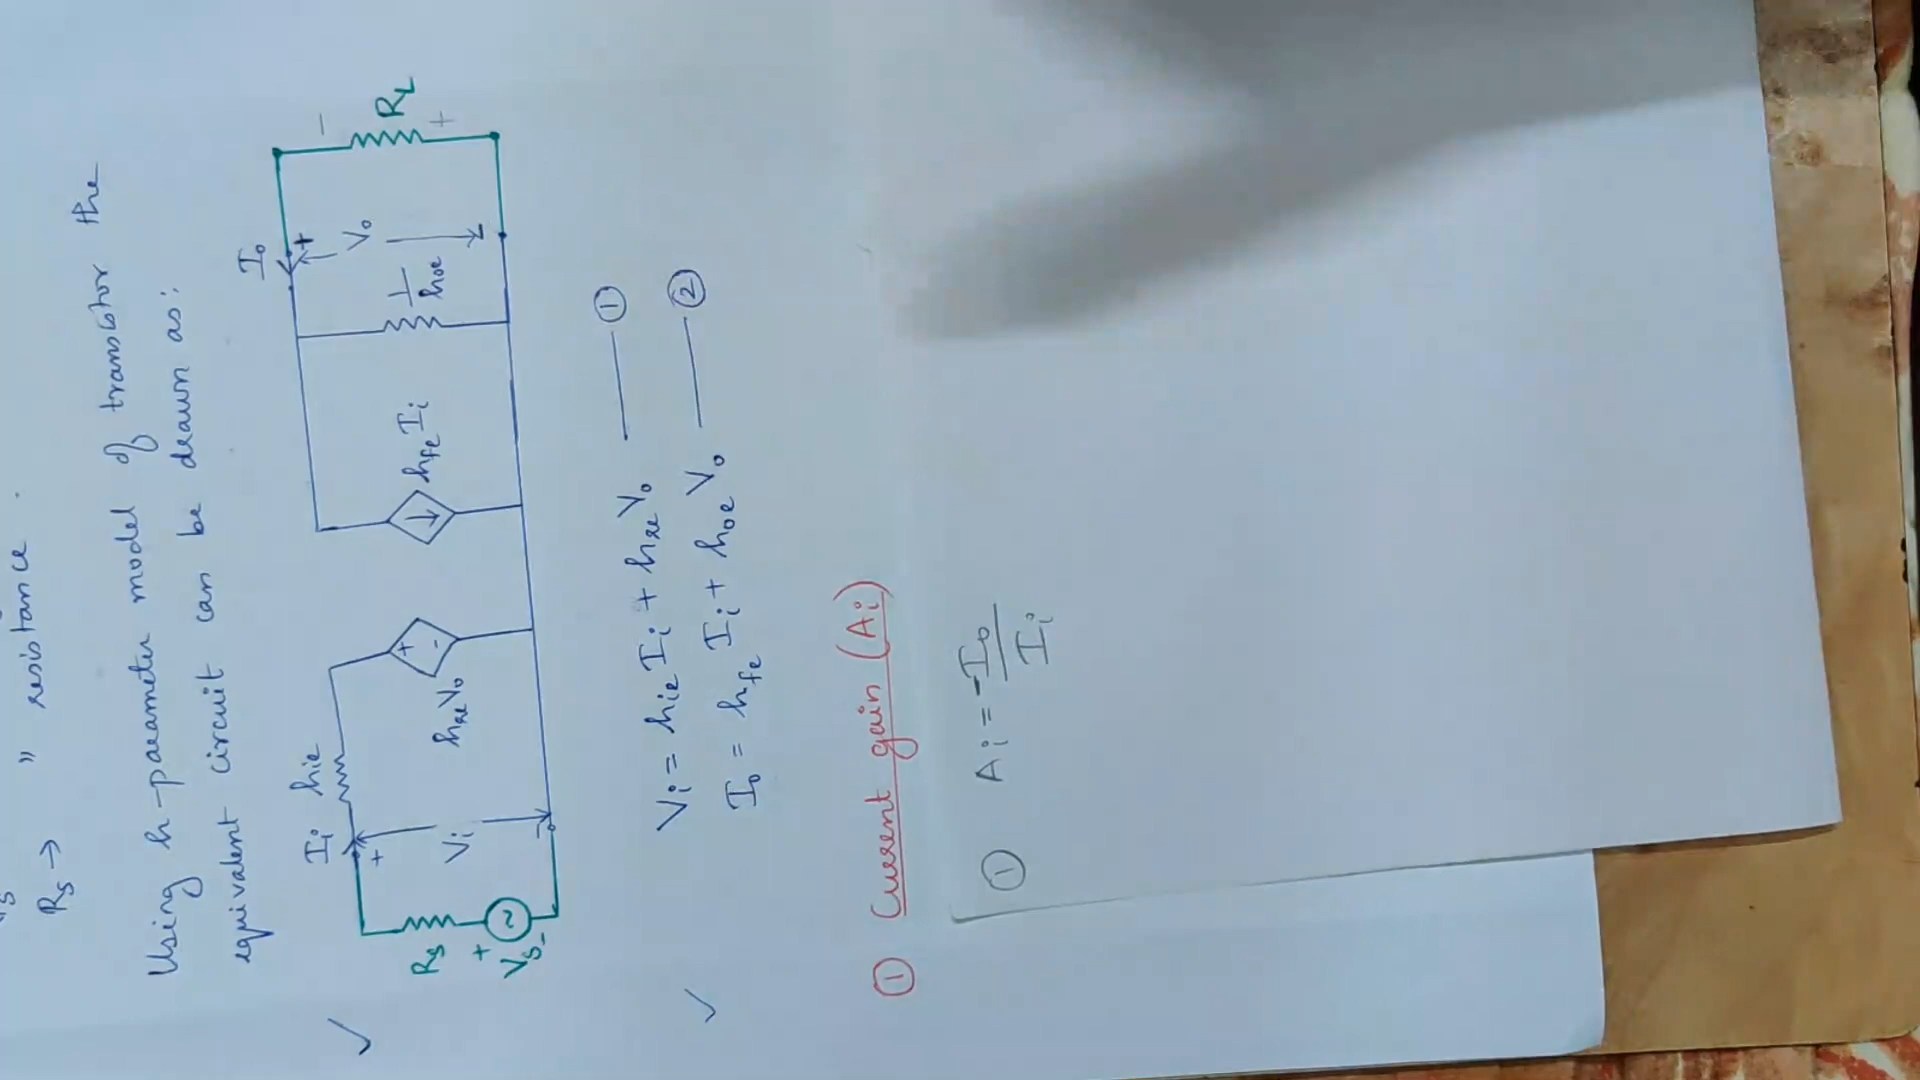 Rs → " resistance.
Using h-parameter model of transistor the
equivalent circuit can be drawn as:
Ii hie
Io
+ Vi -
hreVo + -
hfe Ii
1/hoe
+ Vo -
- RL +
Rs
+ Vs -
Vi = hie Ii + hre Vo —— ①
Io = hfe Ii + hoe Vo —— ②
① Current gain (Ai)
① Ai = -Io/Ii